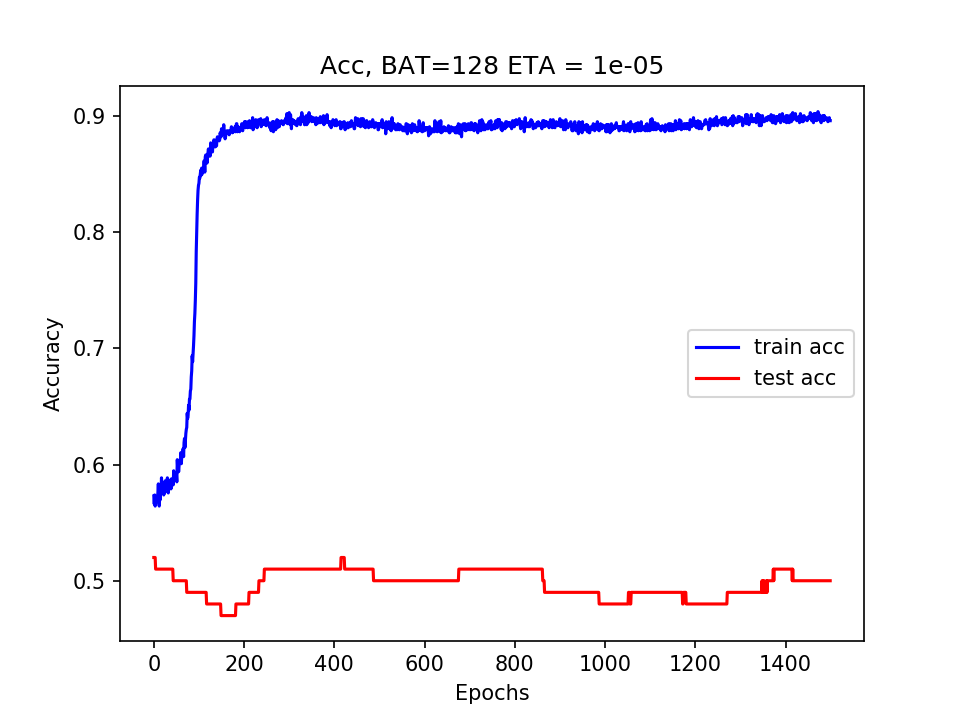 Acc, BAT=128 ETA = 1e-05
0.9
0.8
0.7
0.6
0.5
Accuracy
train acc
test acc
0 200 400 600 800 1000 1200 1400
Epochs